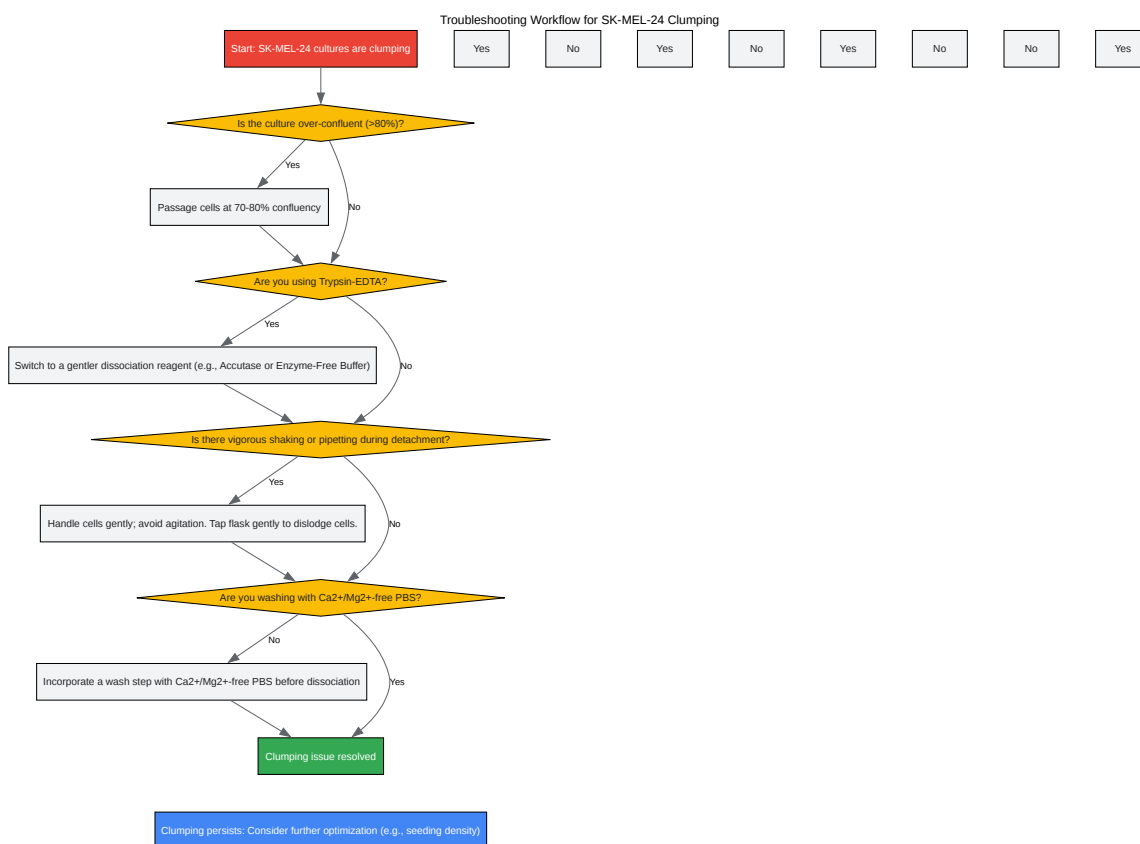 Troubleshooting Workflow for SK-MEL-24 Clumping
Start: SK-MEL-24 cultures are clumping
Yes
No
Yes
No
Yes
No
No
Yes
Is the culture over-confluent (>80%)?
Yes
Passage cells at 70-80% confluency
No
Are you using Trypsin-EDTA?
Yes
Switch to a gentler dissociation reagent (e.g., Accutase or Enzyme-Free Buffer)
No
Is there vigorous shaking or pipetting during detachment?
Yes
Handle cells gently; avoid agitation. Tap flask gently to dislodge cells.
No
Are you washing with Ca2+/Mg2+-free PBS?
No
Incorporate a wash step with Ca2+/Mg2+-free PBS before dissociation
Yes
Clumping issue resolved
Clumping persists: Consider further optimization (e.g., seeding density)